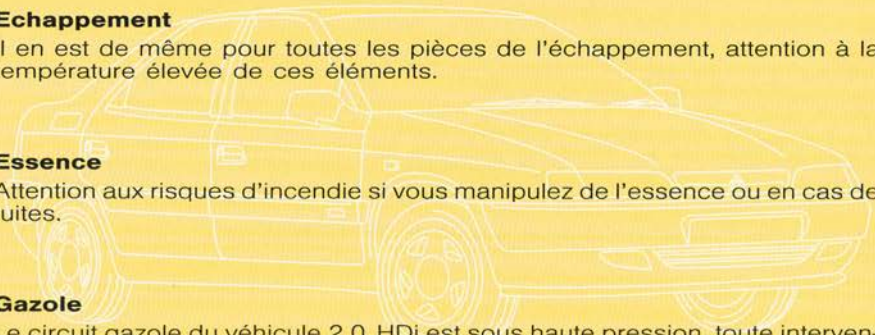 Echappement
l en est de même pour toutes les pièces de l'échappement, attention à la
empérature élevée de ces éléments.
Essence
Attention aux risques d'incendie si vous manipulez de l'essence ou en cas de
uites.
Gazole
Le circuit gazole du véhicule 2.0 HDi est sous haute pression, toute interven-